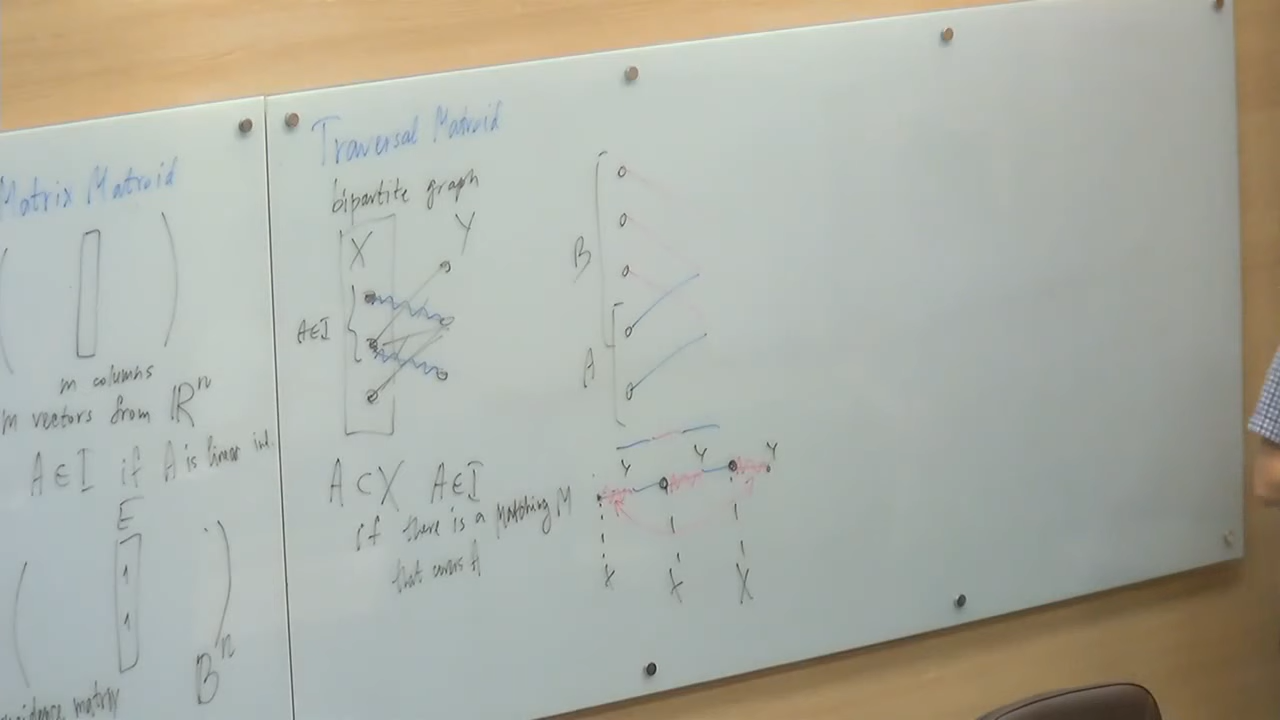 Matrix Matroid
m columns
m vectors from ℝⁿ
A ∈ I if A is linear ind.
E
1
1
Bⁿ
matrix
Traversal Matroid
bipartite graph
X Y
A∈I
A ⊂ X A ∈ I
if there is a Matching M
that covers A
B
A
Y Y Y
X X X